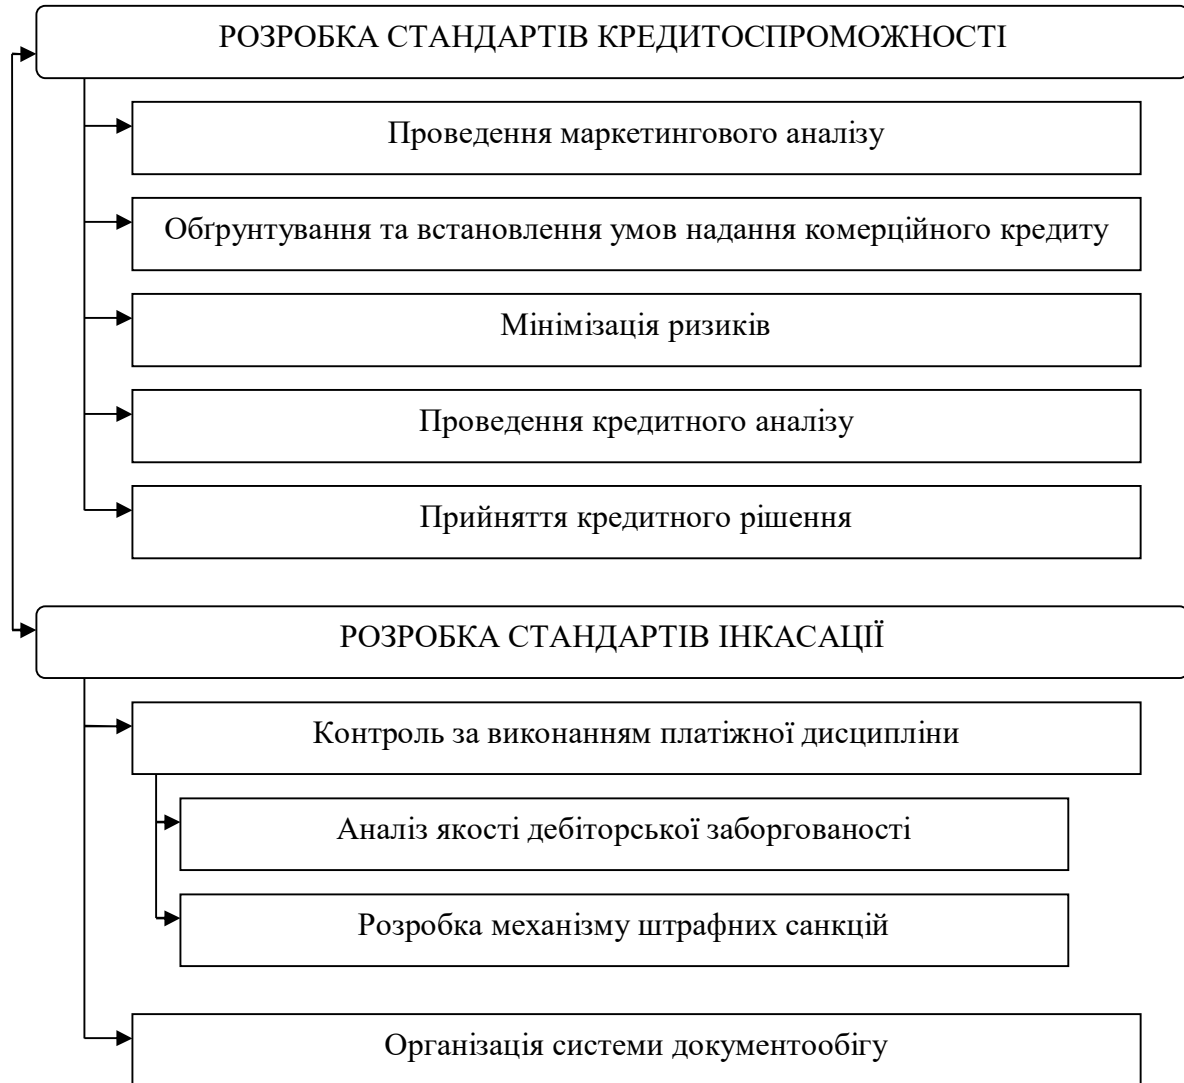 РОЗРОБКА СТАНДАРТІВ КРЕДИТОСПРОМОЖНОСТІ
Проведення маркетингового аналізу
Обґрунтування та встановлення умов надання комерційного кредиту
Мінімізація ризиків
Проведення кредитного аналізу
Прийняття кредитного рішення
РОЗРОБКА СТАНДАРТІВ ІНКАСАЦІЇ
Контроль за виконанням платіжної дисципліни
Аналіз якості дебіторської заборгованості
Розробка механізму штрафних санкцій
Організація системи документообігу